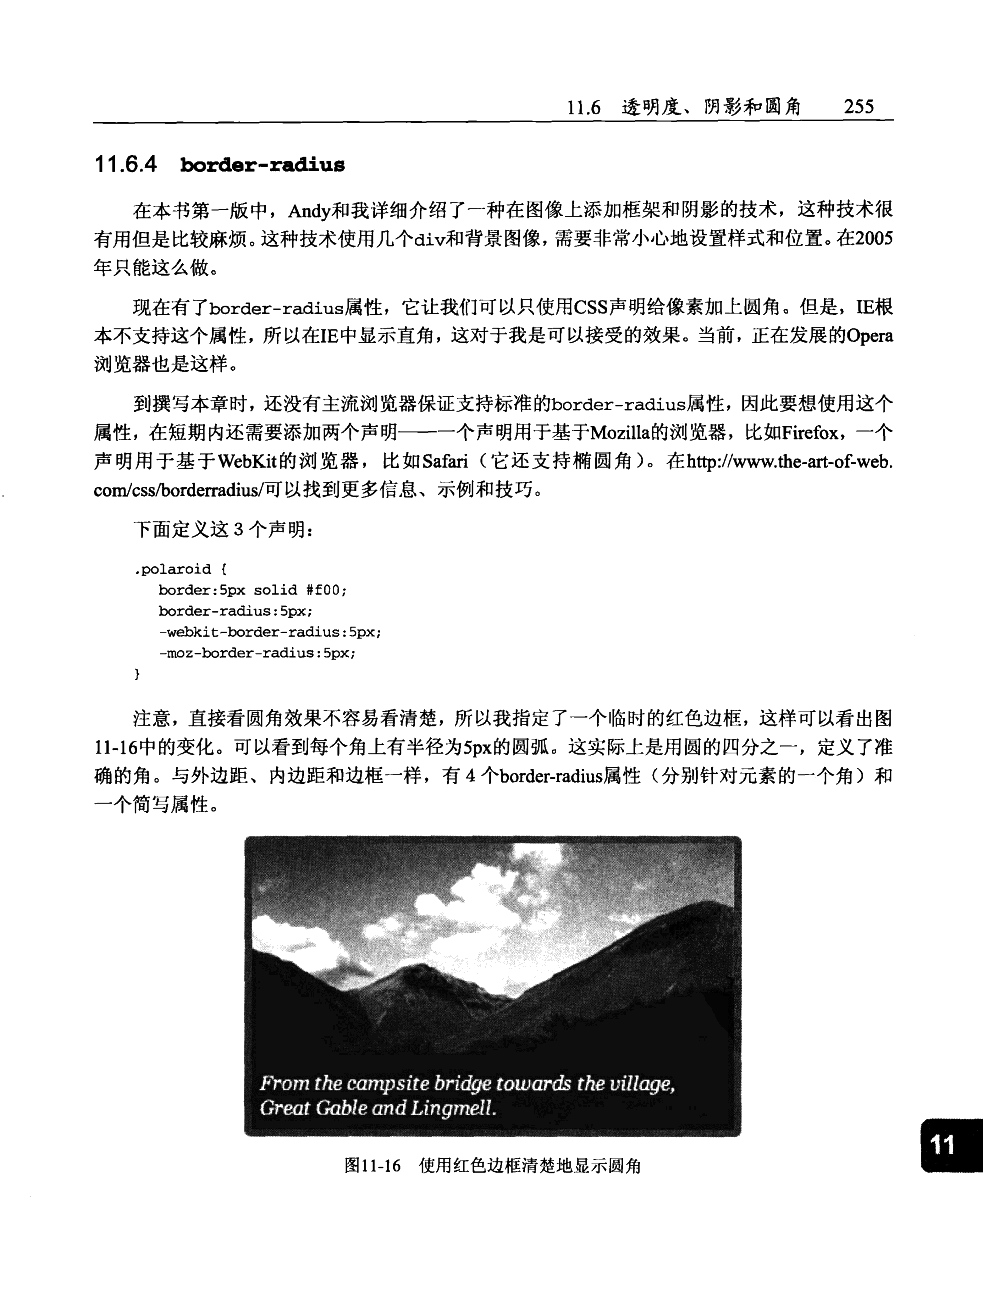 11.6 透明度、阴影和圆角 255
11.6.4 border-radius
在本书第一版中，Andy和我详细介绍了一种在图像上添加框架和阴影的技术，这种技术很
有用但是比较麻烦。这种技术使用几个div和背景图像，需要非常小心地设置样式和位置。在2005
年只能这么做。
现在有了border-radius属性，它让我们可以只使用CSS声明给像素加上圆角。但是，IE根
本不支持这个属性，所以在IE中显示直角，这对于我是可以接受的效果。当前，正在发展的Opera
浏览器也是这样。
到撰写本章时，还没有主流浏览器保证支持标准的border-radius属性，因此要想使用这个
属性，在短期内还需要添加两个声明——一个声明用于基于Mozilla的浏览器，比如Firefox，一个
声明用于基于WebKit的浏览器，比如Safari（它还支持椭圆角）。在http://www.the-art-of-web.
com/css/borderradius/可以找到更多信息、示例和技巧。
下面定义这 3 个声明：
.polaroid {
border:5px solid #f00;
border-radius:5px;
-webkit-border-radius:5px;
-moz-border-radius:5px;
}
注意，直接看圆角效果不容易看清楚，所以我指定了一个临时的红色边框，这样可以看出图
11-16中的变化。可以看到每个角上有半径为5px的圆弧。这实际上是用圆的四分之一，定义了准
确的角。与外边距、内边距和边框一样，有 4 个border-radius属性（分别针对元素的一个角）和
一个简写属性。
From the campsite bridge towards the village,
Great Gable and Lingmell.
11
图11-16 使用红色边框清楚地显示圆角